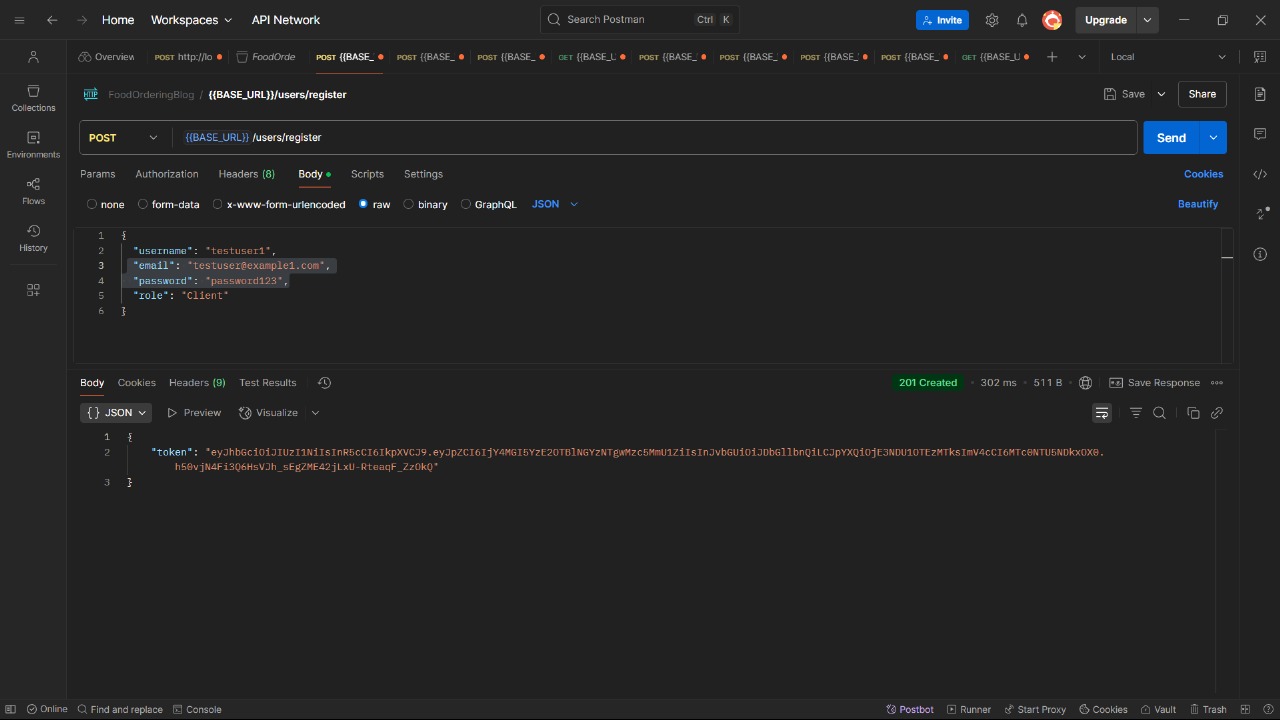 Home Workspaces API Network Search Postman Ctrl K Invite Upgrade
Overview POST http://lo FoodOrde POST {{BASE_ POST {{BASE_ POST {{BASE_ GET {{BASE_U POST {{BASE_ POST {{BASE_ POST {{BASE_ POST {{BASE_ GET {{BASE_U Local
HTTP FoodOrderingBlog / {{BASE_URL}}/users/register Save Share
POST {{BASE_URL}} /users/register Send
Params Authorization Headers (8) Body Scripts Settings Cookies
none form-data x-www-form-urlencoded raw binary GraphQL JSON Beautify
Collections
Environments
Flows
History
1 {
2 "username": "testuser1",
3 "email": "testuser@example1.com",
4 "password": "password123",
5 "role": "Client"
6 }
Body Cookies Headers (9) Test Results 201 Created 302 ms 511 B Save Response
{} JSON Preview Visualize
1 {
2 "token": "eyJhbGciOiJIUzI1NiIsInR5cCI6IkpXVCJ9.eyJpZCI6IjY4MGI5YzE2OTBlNGYzNTgwMzc5MmU1ZiIsInJvbGUiOiJDbGllbnQiLCJpYXQiOjE3NDU1OTEzMTksImV4cCI6MTc0NTU5NDkxOX0.
h50vjN4Fi3Q6HsVJh_sEgZME42jLxU-RteaqF_ZzOkQ"
3 }
Online Find and replace Console Postbot Runner Start Proxy Cookies Vault Trash